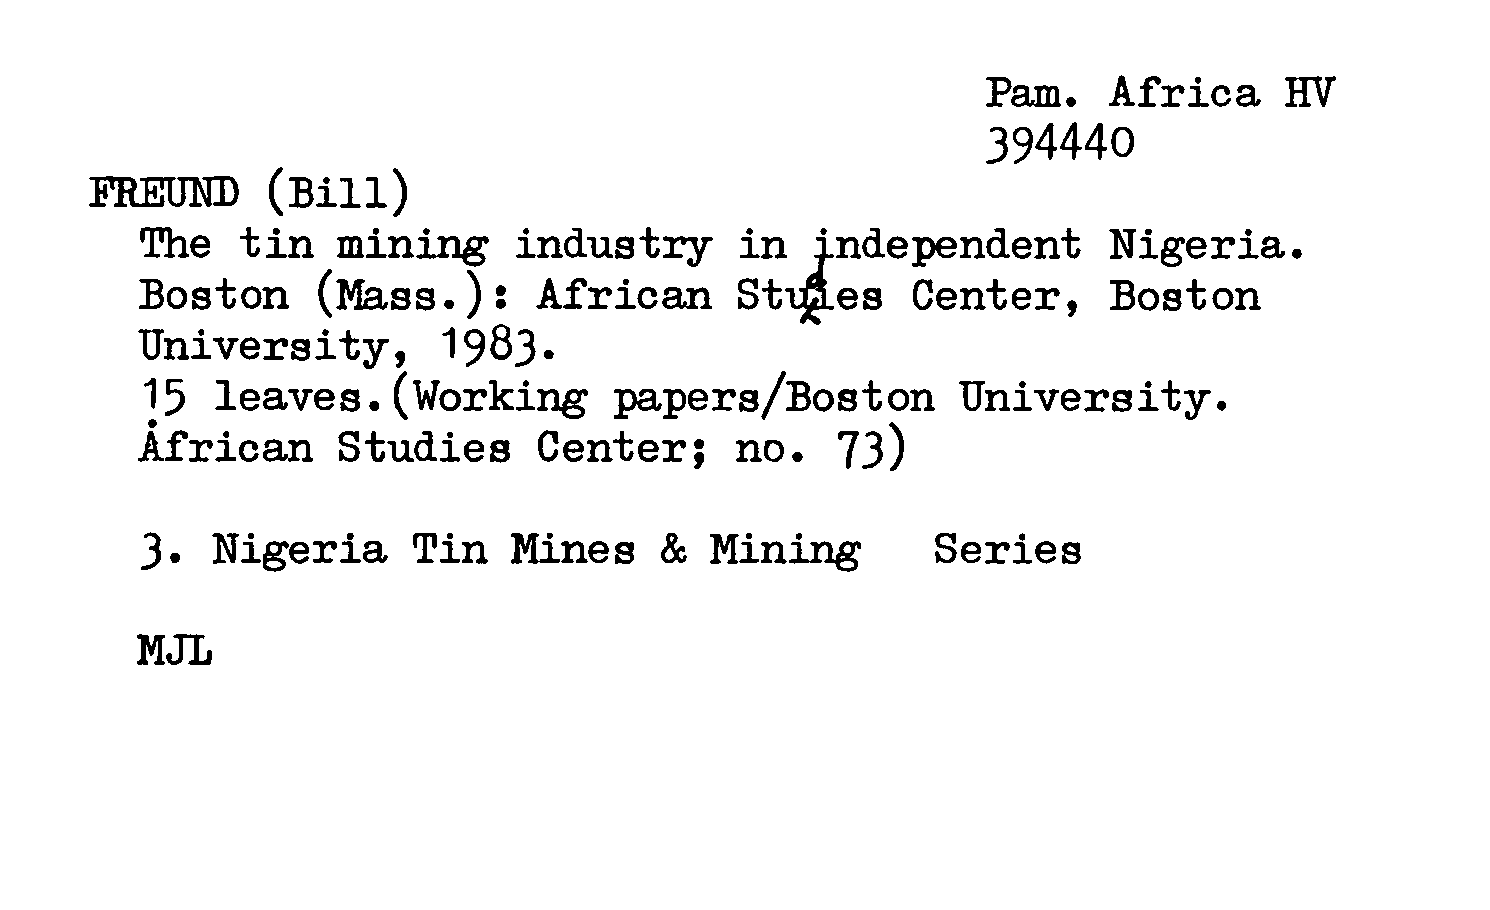 Pam. Africa HV
394440
FREUND (Bill)
The tin mining industry in independent Nigeria.
Boston (Mass.): African Studies Center, Boston
University, 1983.
15 leaves.(Working papers/Boston University.
African Studies Center; no. 73)
3. Nigeria Tin Mines & Mining Series
MJL